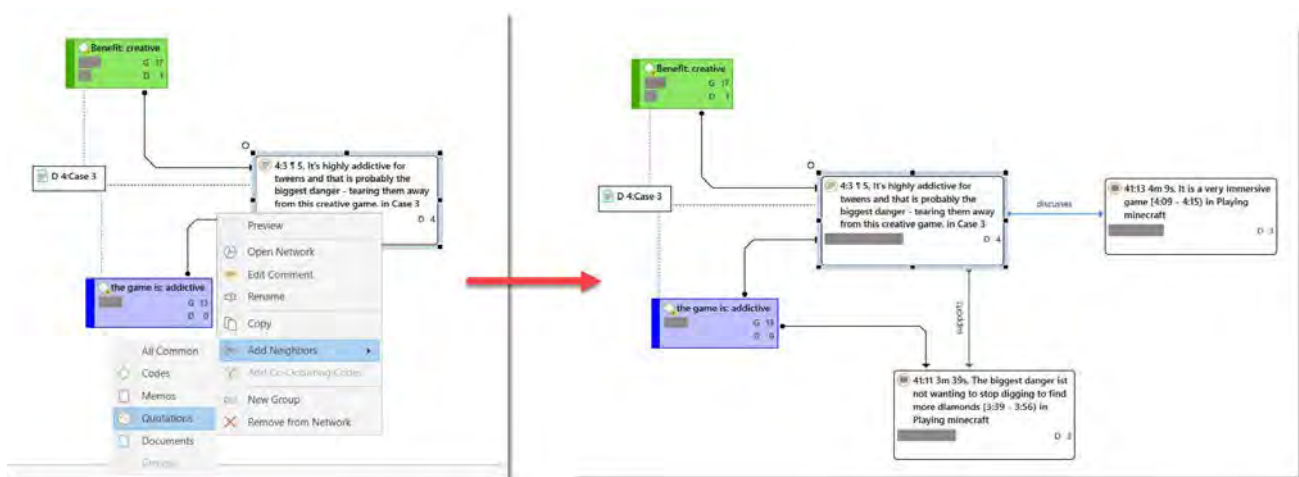 Benefit: creative
G 17
D 1
D 4:Case 3
4:3 ¶ 5, It's highly addictive for
tweens and that is probably the
biggest danger - tearing them away
from this creative game. in Case 3
D 4
the game is: addictive
G 13
D 0
Preview
Open Network
Edit Comment
Rename
Copy
Add Neighbors
Add Co-Occurring Codes
New Group
Remove from Network
All Common
Codes
Memos
Quotations
Documents
Groups
Benefit: creative
G 17
D 1
D 4:Case 3
4:3 ¶ 5, It's highly addictive for
tweens and that is probably the
biggest danger - tearing them away
from this creative game. in Case 3
D 4
discusses
41:13 4m 9s, It is a very immersive
game [4:09 - 4:15) in Playing
minecraft
D 3
the game is: addictive
G 13
D 0
supports
41:11 3m 39s, The biggest danger ist
not wanting to stop digging to find
more diamonds [3:39 - 3:56) in
Playing minecraft
D 3